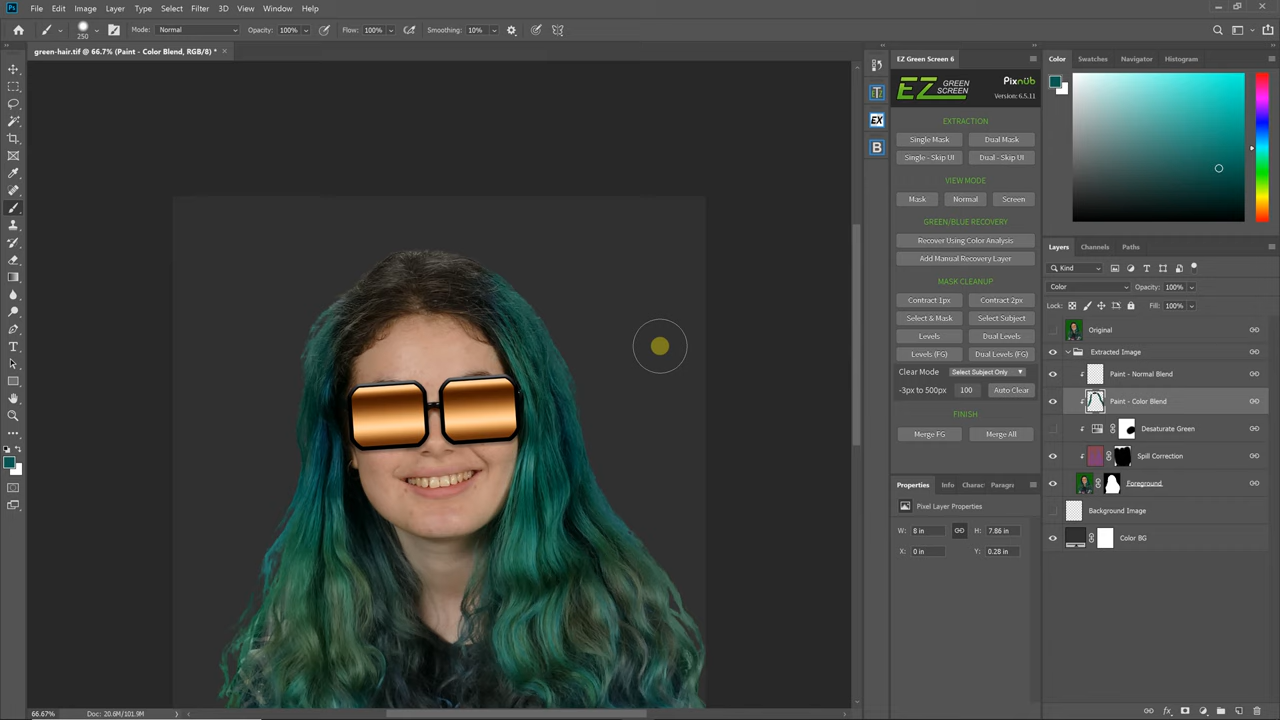 Ps File Edit Image Layer Type Select Filter 3D View Window Help
250 Mode: Normal Opacity: 100% Flow: 100% Smoothing: 10%
green-hair.tif @ 66.7% (Paint - Color Blend, RGB/8) * ×
EZ Green Screen 6
EZ GREEN SCREEN PixnUb
Version: 6.5.11
EXTRACTION
Single Mask Dual Mask
Single - Skip UI Dual - Skip UI
VIEW MODE
Mask Normal Screen
GREEN/BLUE RECOVERY
Recover Using Color Analysis
Add Manual Recovery Layer
MASK CLEANUP
Contract 1px Contract 2px
Select & Mask Select Subject
Levels Dual Levels
Levels (FG) Dual Levels (FG)
Clear Mode Select Subject Only
-3px to 500px 100 Auto Clear
FINISH
Merge FG Merge All
Properties Info Charac Paragra
Pixel Layer Properties
W: 8 in H: 7.86 in
X: 0 in Y: 0.28 in
Color Swatches Navigator Histogram
Layers Channels Paths
Kind
Color Opacity: 100%
Lock: Fill: 100%
Original
Extracted Image
Paint - Normal Blend
Paint - Color Blend
Desaturate Green
Spill Correction
Foreground
Background Image
Color BG
66.67% Doc: 20.6M/101.9M